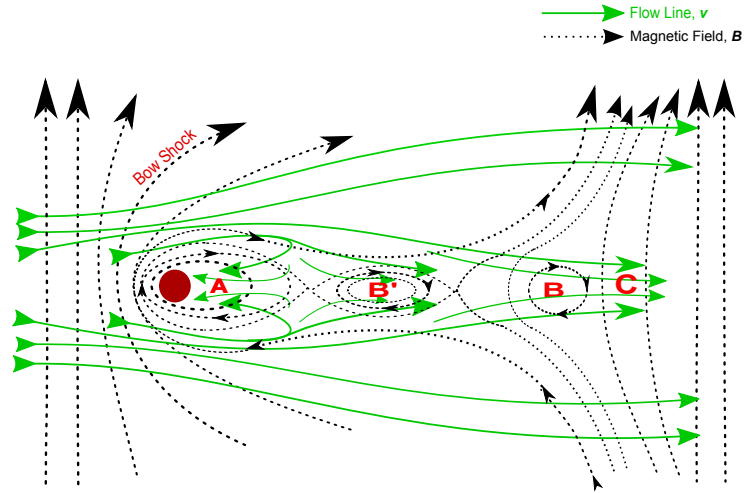 Flow Line, v
Magnetic Field, B
Bow Shock
A
B'
B
C